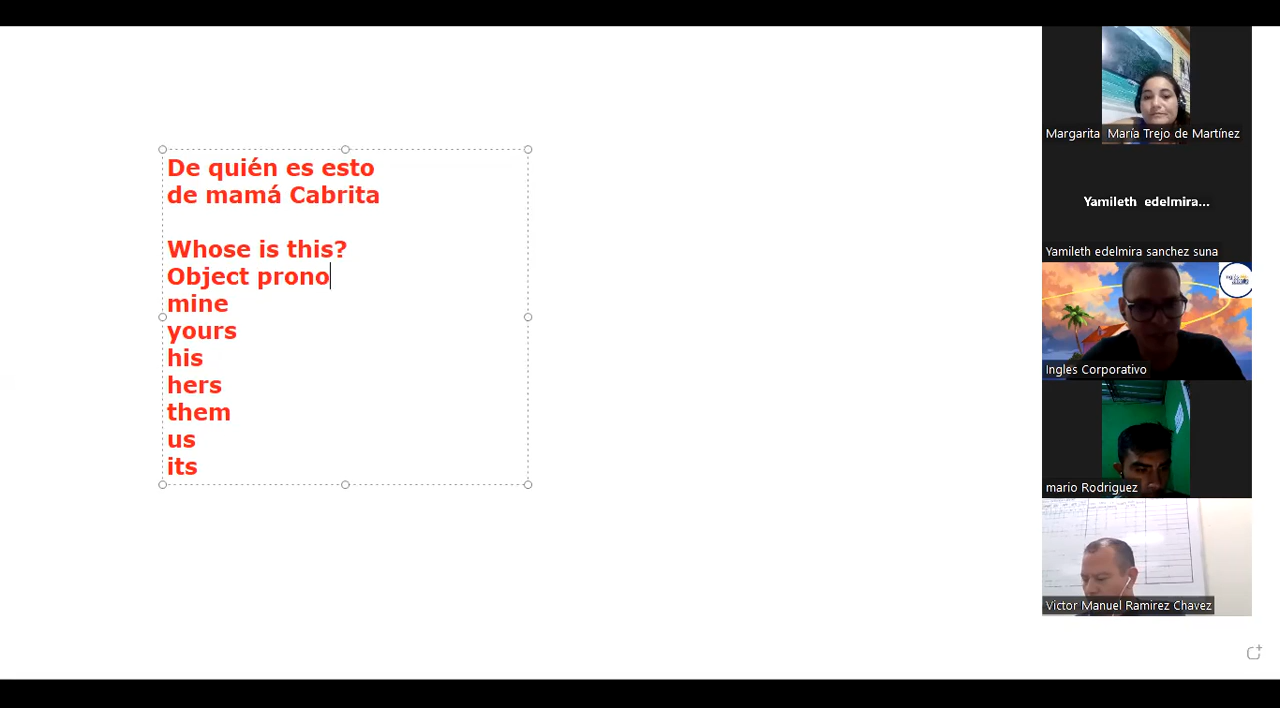 De quién es esto
de mamá Cabrita
Whose is this?
Object prono
mine
yours
his
hers
them
us
its
Margarita María Trejo de Martínez
Yamileth edelmira...
Yamileth edelmira sanchez suna
Ingles Corporativo
mario Rodriguez
Victor Manuel Ramirez Chavez